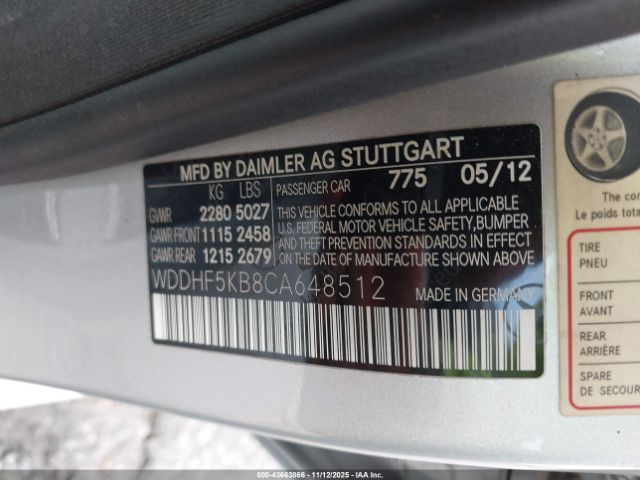 MFD BY DAIMLER AG STUTTGART
KG LBS PASSENGER CAR 775 05/12
GVWR 2280 5027
GAWR FRONT 1115 2458
GAWR REAR 1215 2679
THIS VEHICLE CONFORMS TO ALL APPLICABLE
U.S. FEDERAL MOTOR VEHICLE SAFETY, BUMPER
AND THEFT PREVENTION STANDARDS IN EFFECT
ON THE DATE OF MANUFACTURE SHOWN ABOVE
WDDHF5KB8CA648512 MADE IN GERMANY
The con
Le poids tota
TIRE
PNEU
FRONT
AVANT
REAR
ARRIÈRE
SPARE
DE SECOUR
000-43663866 - 11/12/2025 - IAAI, Inc.